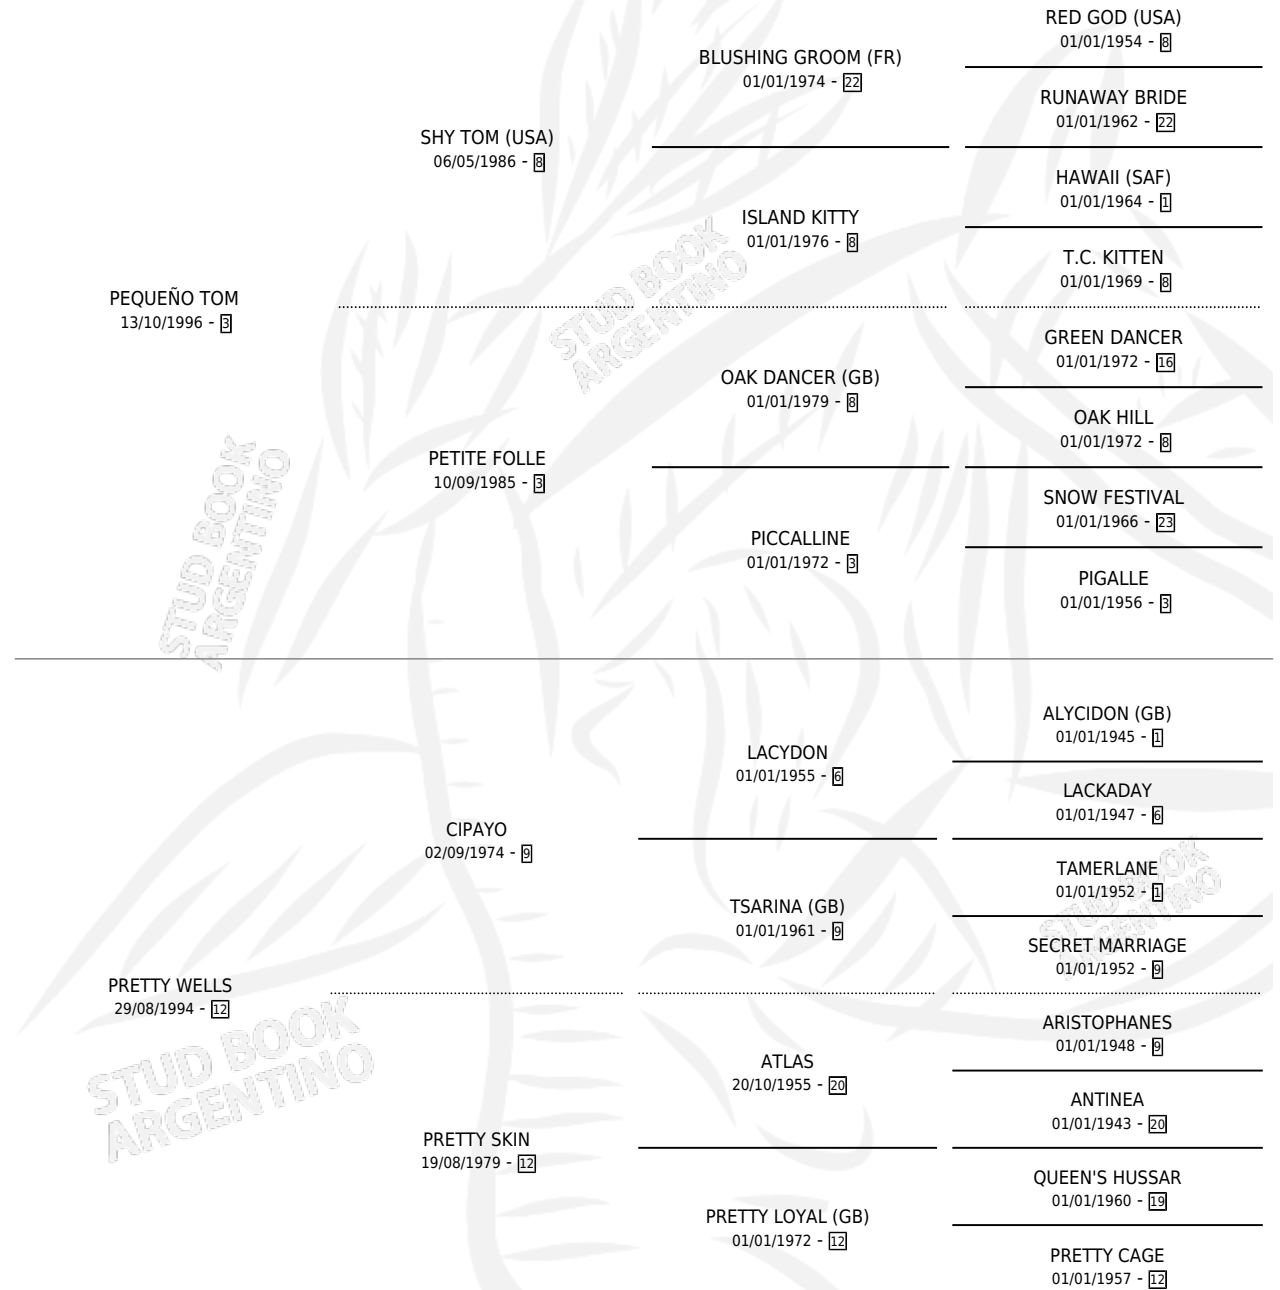 RED GOD (USA)
01/01/1954 - 8
BLUSHING GROOM (FR)
01/01/1974 - 22
RUNAWAY BRIDE
01/01/1962 - 22
SHY TOM (USA)
06/05/1986 - 8
HAWAII (SAF)
01/01/1964 - 1
ISLAND KITTY
01/01/1976 - 8
T.C. KITTEN
01/01/1969 - 8
PEQUEÑO TOM
13/10/1996 - 3
STUD BOOK
ARGENTINO
GREEN DANCER
01/01/1972 - 16
OAK DANCER (GB)
01/01/1979 - 8
OAK HILL
01/01/1972 - 8
PETITE FOLLE
10/09/1985 - 3
SNOW FESTIVAL
01/01/1966 - 23
PICCALLINE
01/01/1972 - 3
PIGALLE
01/01/1956 - 3
STUD BOOK
ARGENTINO
ALYCIDON (GB)
01/01/1945 - 1
LACYDON
01/01/1955 - 6
LACKADAY
01/01/1947 - 6
CIPAYO
02/09/1974 - 9
TAMERLANE
01/01/1952 - 1
TSARINA (GB)
01/01/1961 - 9
SECRET MARRIAGE
01/01/1952 - 9
STUD BOOK
ARGENTINO
PRETTY WELLS
29/08/1994 - 12
ARISTOPHANES
01/01/1948 - 9
ATLAS
20/10/1955 - 20
ANTINEA
01/01/1943 - 20
PRETTY SKIN
19/08/1979 - 12
QUEEN'S HUSSAR
01/01/1960 - 19
PRETTY LOYAL (GB)
01/01/1972 - 12
PRETTY CAGE
01/01/1957 - 12
STUD BOOK
ARGENTINO